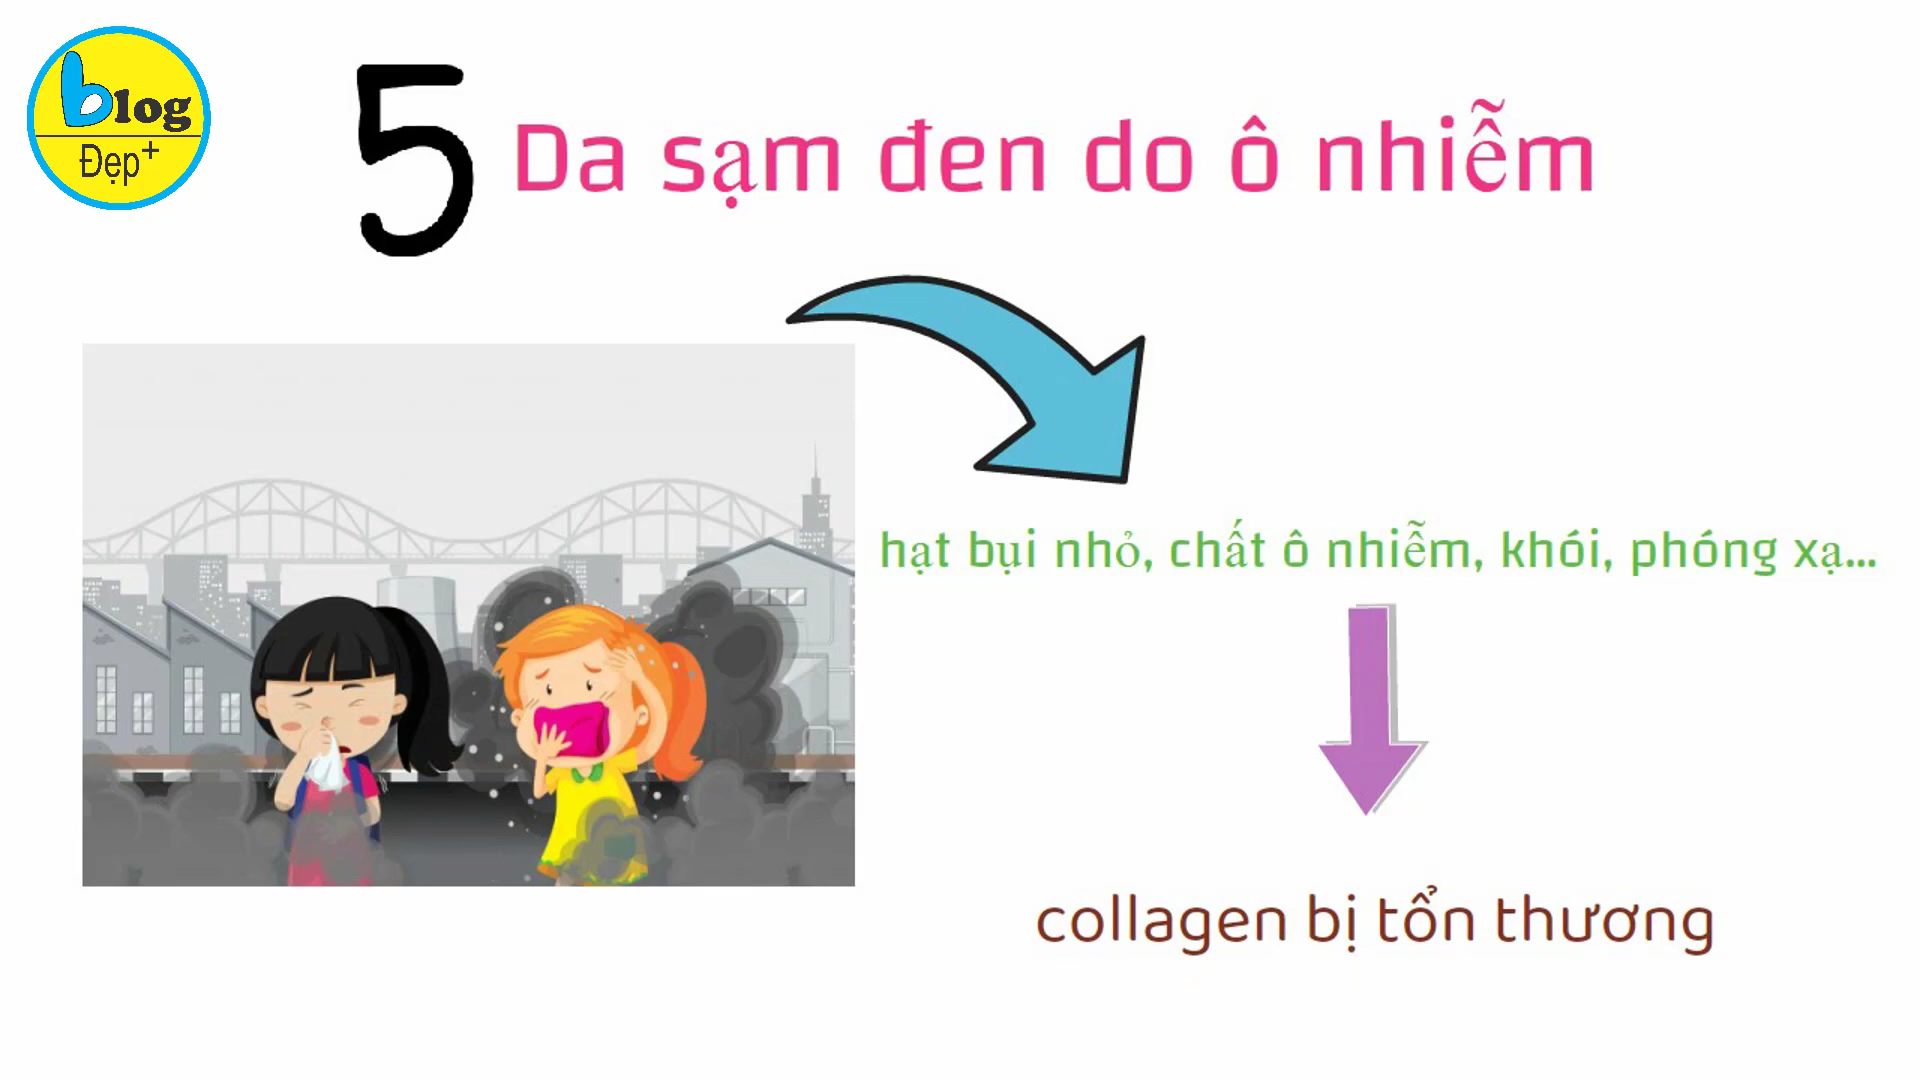 blog
Đẹp+
5 Da sạm đen do ô nhiễm
hạt bụi nhỏ, chất ô nhiễm, khói, phóng xạ...
collagen bị tổn thương